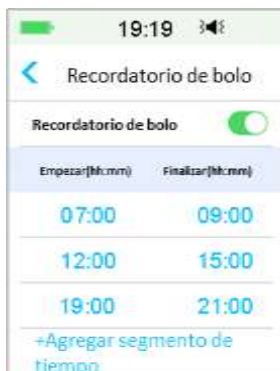 19:19
Recordatorio de bolo
Recordatorio de bolo
Empezar(hh:mm) Finalizar(hh:mm)
07:00 09:00
12:00 15:00
19:00 21:00
+Agregar segmento de
tiempo